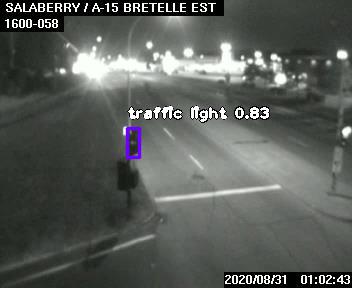 SALABERRY / A-15 BRETELLE EST
1600-058
traffic light 0.83
2020/08/31 01:02:43